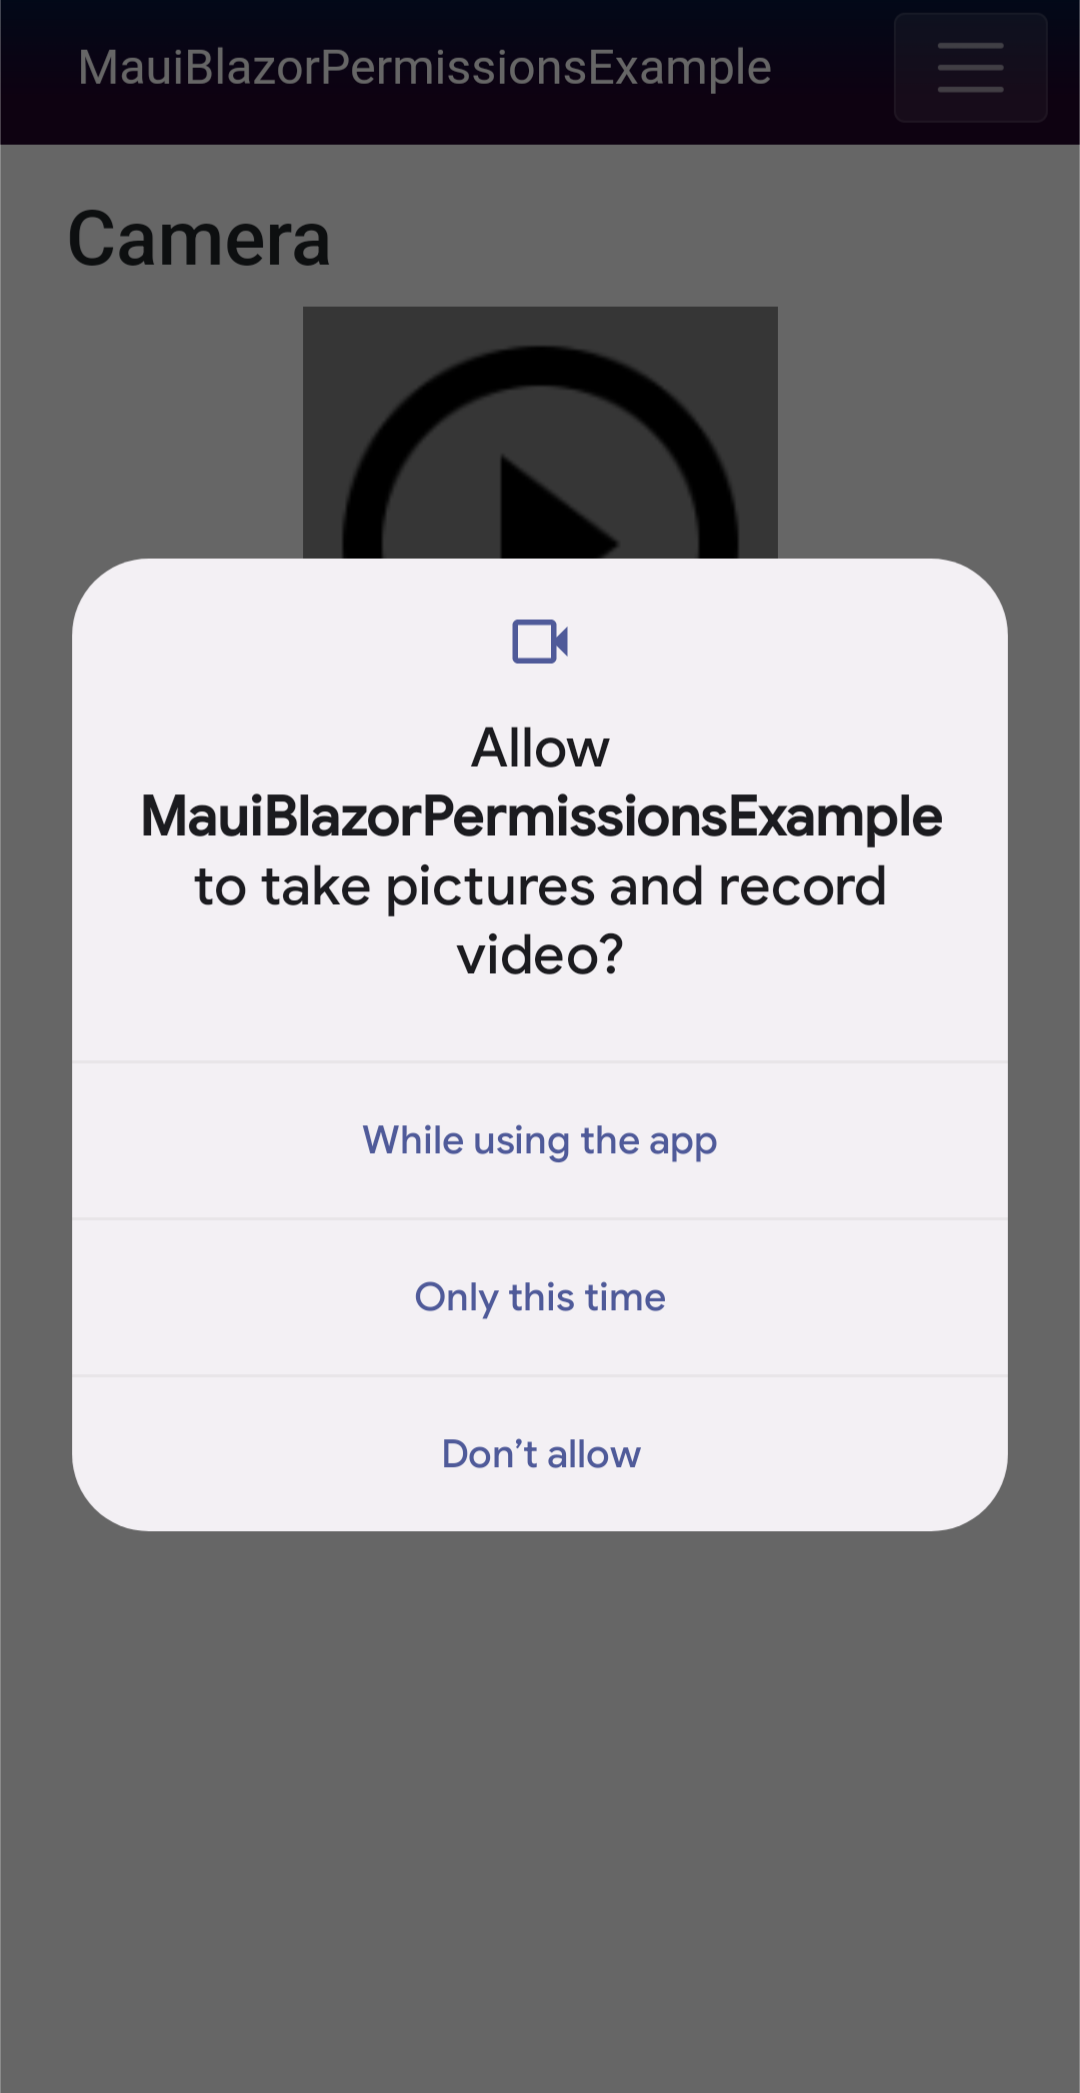 MauiBlazorPermissionsExample
Camera
Allow
MauiBlazorPermissionsExample
to take pictures and record
video?
While using the app
Only this time
Don’t allow